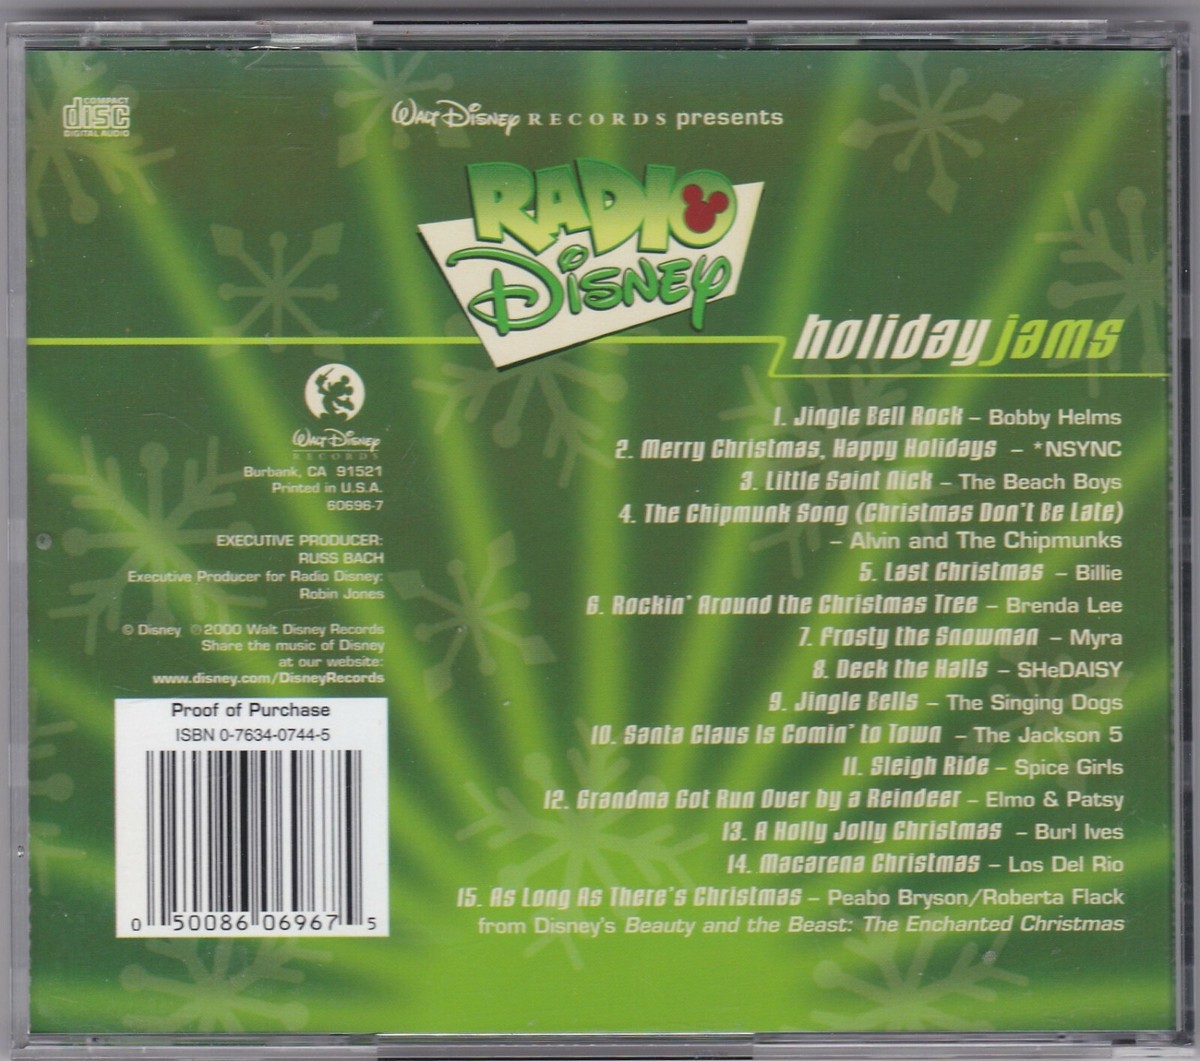 COMPACT
disc
DIGITAL AUDIO
Walt Disney RECORDS presents
RADIO
Disney
holiday jams
1. Jingle Bell Rock – Bobby Helms
2. Merry Christmas, Happy Holidays – *NSYNC
3. Little Saint Nick – The Beach Boys
4. The Chipmunk Song (Christmas Don't Be Late)
– Alvin and The Chipmunks
5. Last Christmas – Billie
6. Rockin' Around the Christmas Tree – Brenda Lee
7. Frosty the Snowman – Myra
8. Deck the Halls – SHeDAISY
9. Jingle Bells – The Singing Dogs
10. Santa Claus Is Comin' to Town – The Jackson 5
11. Sleigh Ride – Spice Girls
12. Grandma Got Run Over by a Reindeer – Elmo & Patsy
13. A Holly Jolly Christmas – Burl Ives
14. Macarena Christmas – Los Del Rio
15. As Long As There's Christmas – Peabo Bryson/Roberta Flack
from Disney's Beauty and the Beast: The Enchanted Christmas
Walt Disney
RECORDS
Burbank, CA 91521
Printed in U.S.A.
60696-7
EXECUTIVE PRODUCER:
RUSS BACH
Executive Producer for Radio Disney:
Robin Jones
© Disney ℗2000 Walt Disney Records
Share the music of Disney
at our website:
www.disney.com/DisneyRecords
Proof of Purchase
ISBN 0-7634-0744-5
0 50086 06967 5